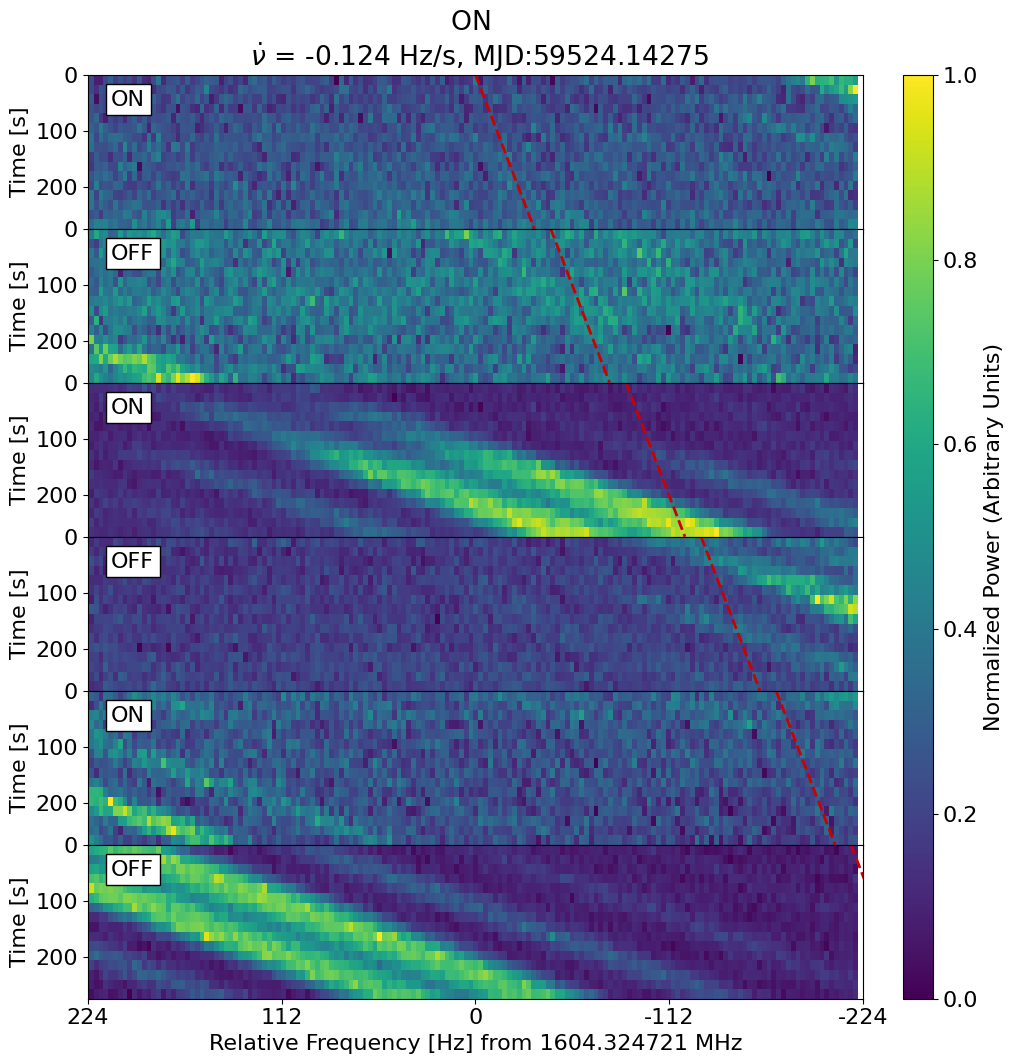 ON
ν̇ = -0.124 Hz/s, MJD:59524.14275
0
ON
Time [s]
100
200
0
OFF
Time [s]
100
200
0
ON
Time [s]
100
200
0
OFF
Time [s]
100
200
0
ON
Time [s]
100
200
0
OFF
Time [s]
100
200
224 112 0 -112 -224
Relative Frequency [Hz] from 1604.324721 MHz
1.0
0.8
0.6
0.4
0.2
0.0
Normalized Power (Arbitrary Units)